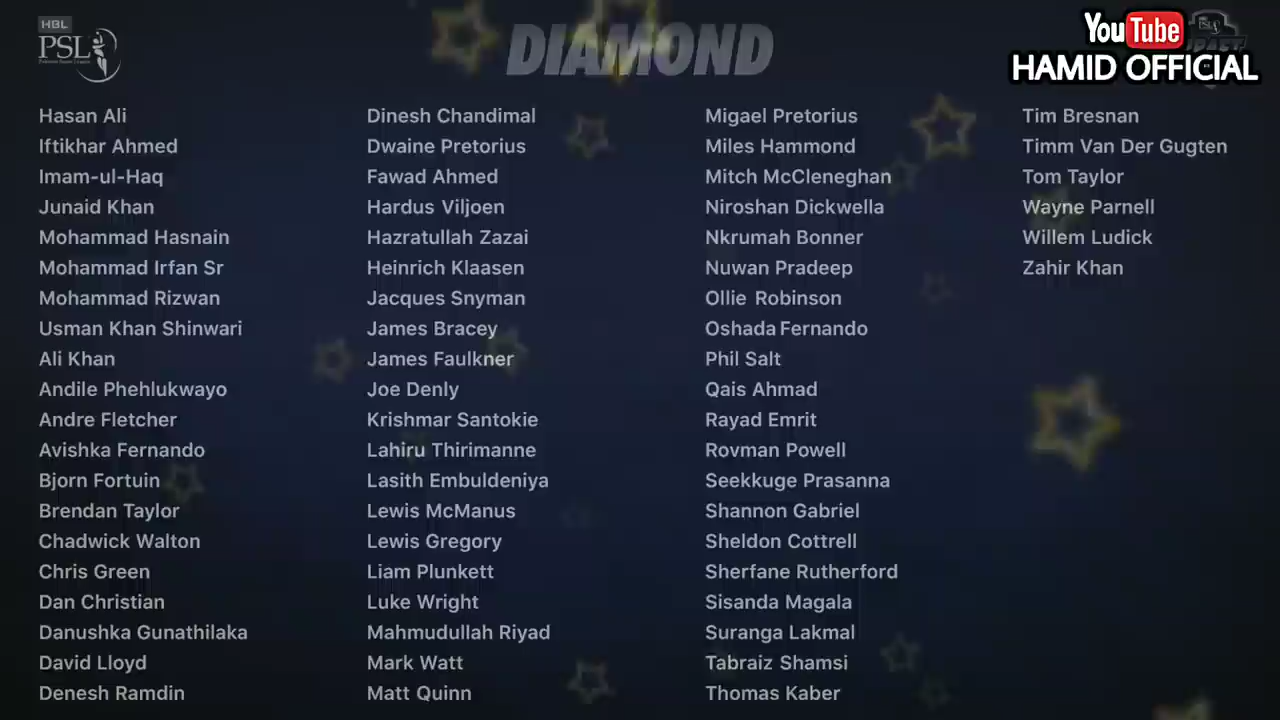 HBL
PSL
DIAMOND
YouTube
HAMID OFFICIAL
Hasan Ali
Iftikhar Ahmed
Imam-ul-Haq
Junaid Khan
Mohammad Hasnain
Mohammad Irfan Sr
Mohammad Rizwan
Usman Khan Shinwari
Ali Khan
Andile Phehlukwayo
Andre Fletcher
Avishka Fernando
Bjorn Fortuin
Brendan Taylor
Chadwick Walton
Chris Green
Dan Christian
Danushka Gunathilaka
David Lloyd
Denesh Ramdin
Dinesh Chandimal
Dwaine Pretorius
Fawad Ahmed
Hardus Viljoen
Hazratullah Zazai
Heinrich Klaasen
Jacques Snyman
James Bracey
James Faulkner
Joe Denly
Krishmar Santokie
Lahiru Thirimanne
Lasith Embuldeniya
Lewis McManus
Lewis Gregory
Liam Plunkett
Luke Wright
Mahmudullah Riyad
Mark Watt
Matt Quinn
Migael Pretorius
Miles Hammond
Mitch McCleneghan
Niroshan Dickwella
Nkrumah Bonner
Nuwan Pradeep
Ollie Robinson
Oshada Fernando
Phil Salt
Qais Ahmad
Rayad Emrit
Rovman Powell
Seekkuge Prasanna
Shannon Gabriel
Sheldon Cottrell
Sherfane Rutherford
Sisanda Magala
Suranga Lakmal
Tabraiz Shamsi
Thomas Kaber
Tim Bresnan
Timm Van Der Gugten
Tom Taylor
Wayne Parnell
Willem Ludick
Zahir Khan